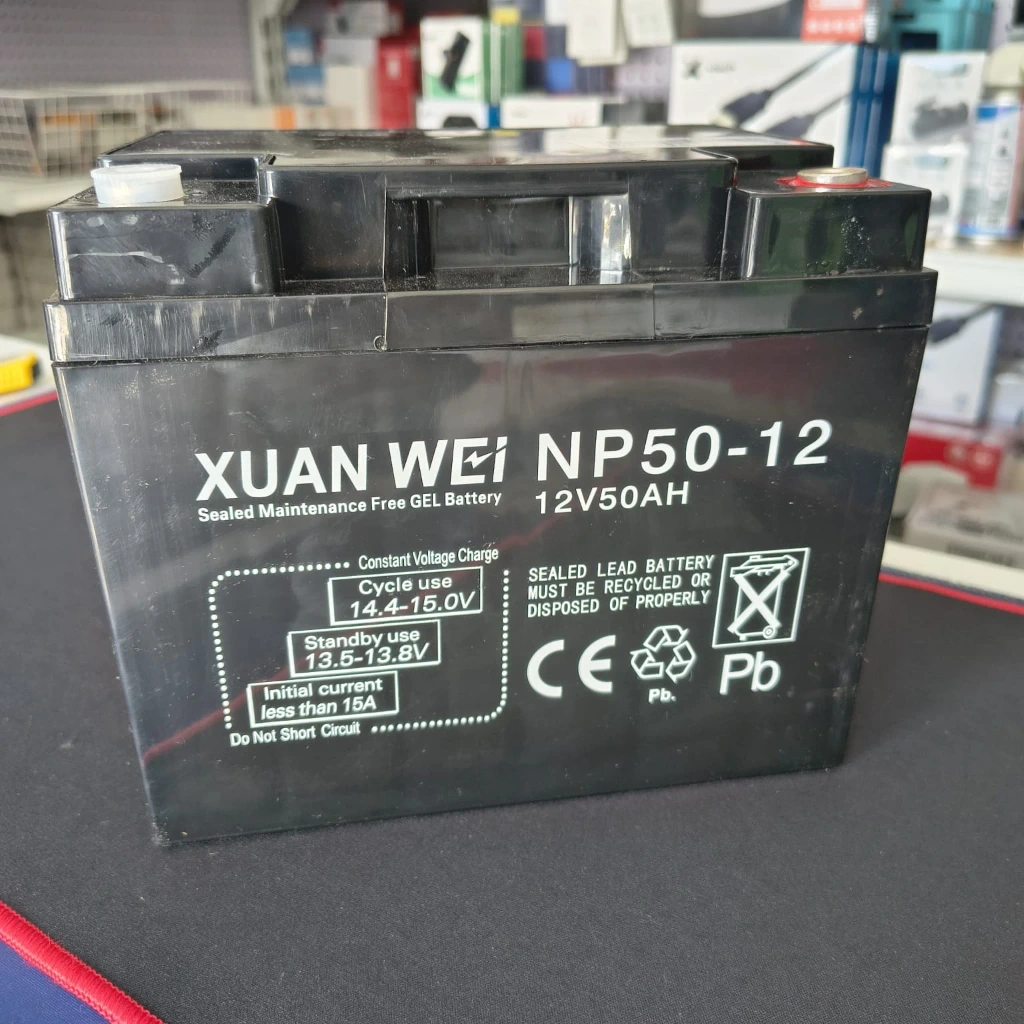 XUAN WEI NP50-12
Sealed Maintenance Free GEL Battery 12V50AH
Constant Voltage Charge
Cycle use
14.4-15.0V
Standby use
13.5-13.8V
Initial current
less than 15A
Do Not Short Circuit
SEALED LEAD BATTERY
MUST BE RECYCLED OR
DISPOSED OF PROPERLY
CE
Pb.
Pb